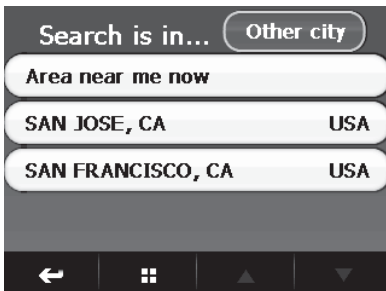 Search is in... Other city
Area near me now
SAN JOSE, CA USA
SAN FRANCISCO, CA USA